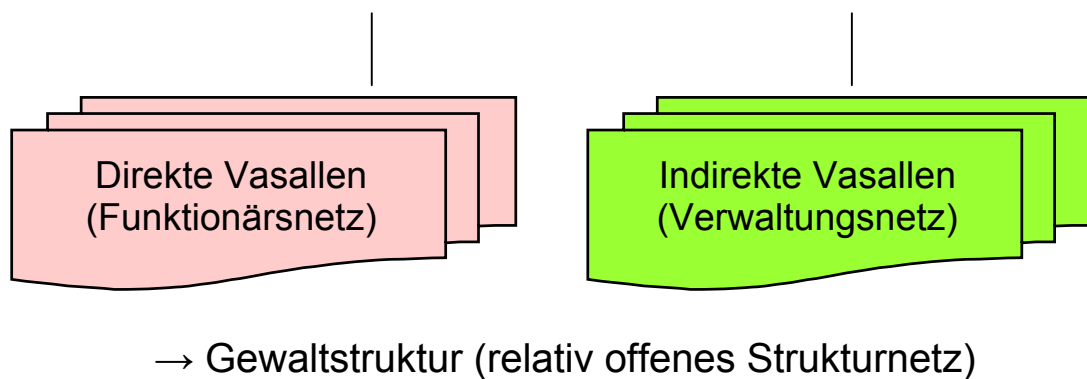 Direkte Vasallen
(Funktionärsnetz)
Indirekte Vasallen
(Verwaltungsnetz)
→ Gewaltstruktur (relativ offenes Strukturnetz)